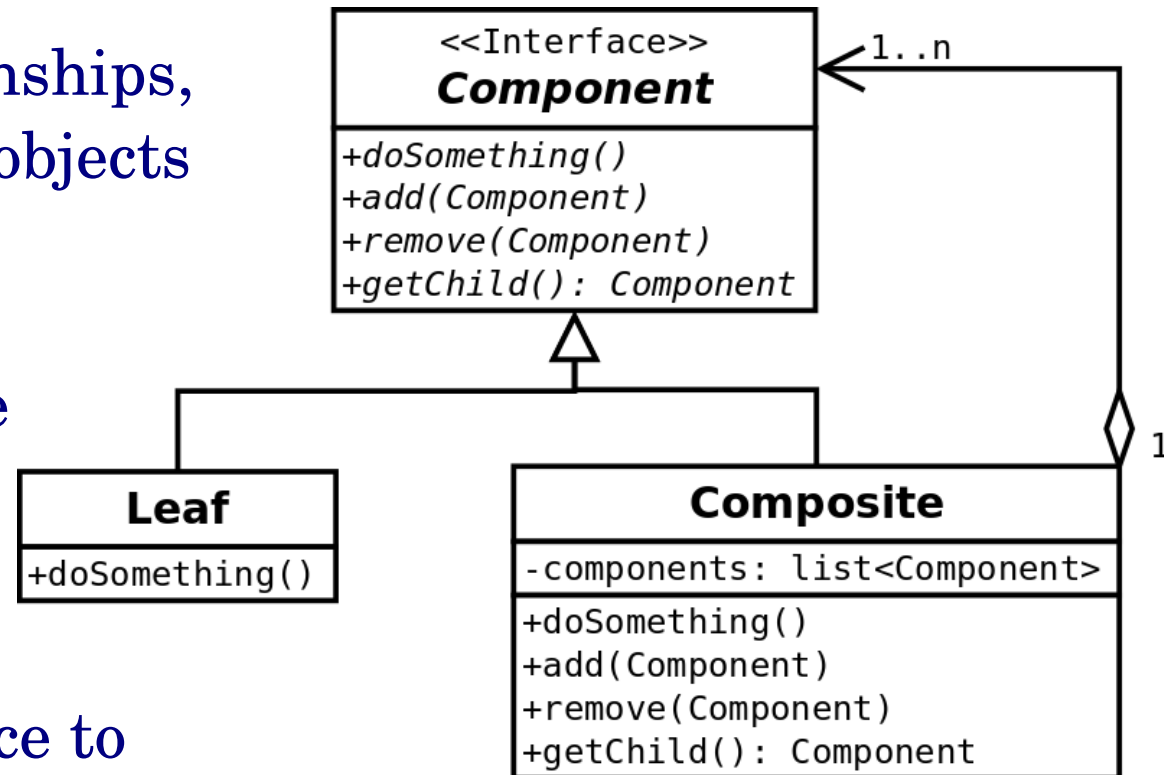 nships,
objects
e
ce to
<<Interface>>
Component
+doSomething()
+add(Component)
+remove(Component)
+getChild(): Component
1..n
1
Leaf
+doSomething()
Composite
-components: list<Component>
+doSomething()
+add(Component)
+remove(Component)
+getChild(): Component